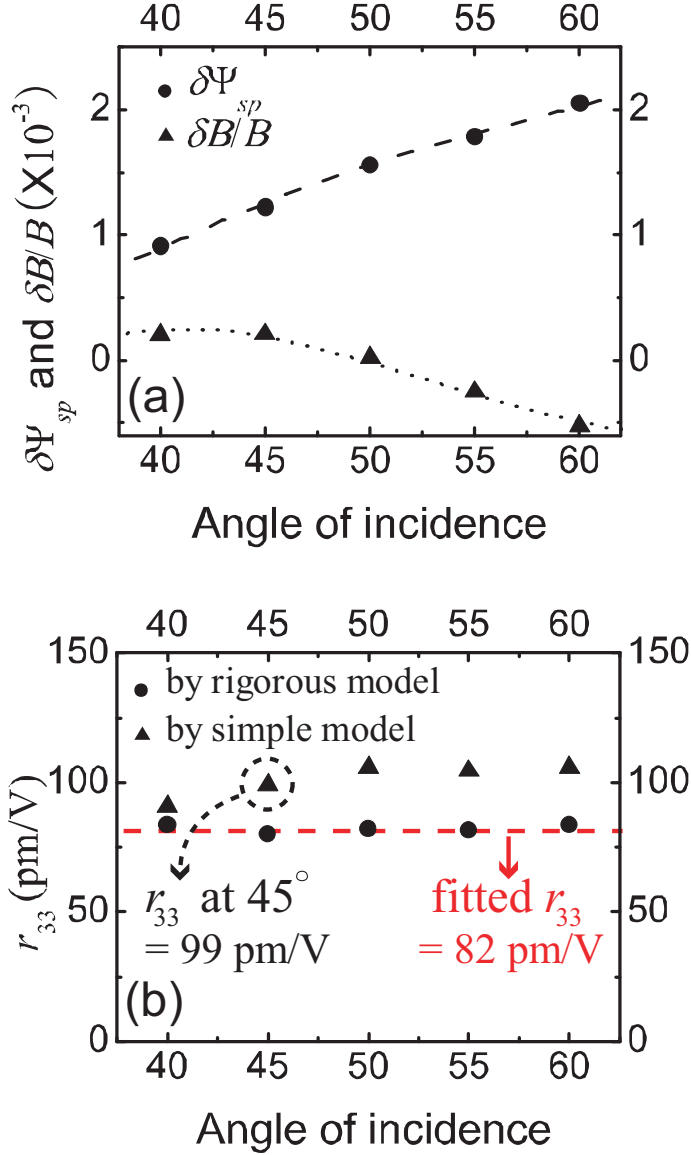 40 45 50 55 60
δΨsp
δB/B
2 2
1 1
0 0
δΨsp and δB/B (X10-3)
(a)
40 45 50 55 60
Angle of incidence
40 45 50 55 60
150 150
by rigorous model
by simple model
100 100
r33 (pm/V)
r33 at 45° fitted r33
50 50
= 99 pm/V = 82 pm/V
(b)
0 0
40 45 50 55 60
Angle of incidence